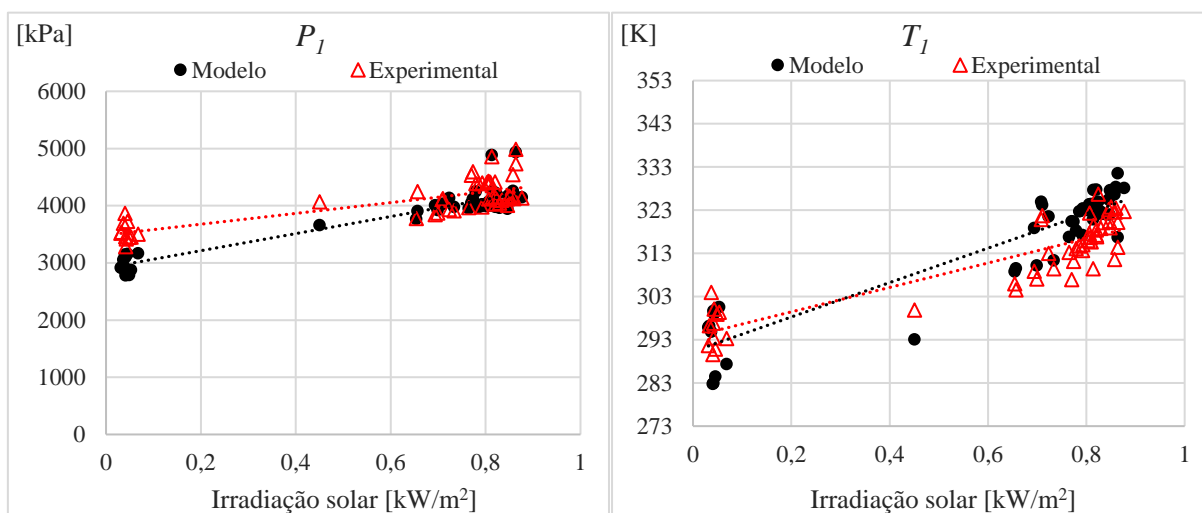 [kPa]
P1
Modelo
Experimental
6000
5000
4000
3000
2000
1000
0
0
0,2
0,4
0,6
0,8
1
Irradiação solar [kW/m²]
[K]
T1
Modelo
Experimental
353
343
333
323
313
303
293
283
273
0
0,2
0,4
0,6
0,8
1
Irradiação solar [kW/m²]